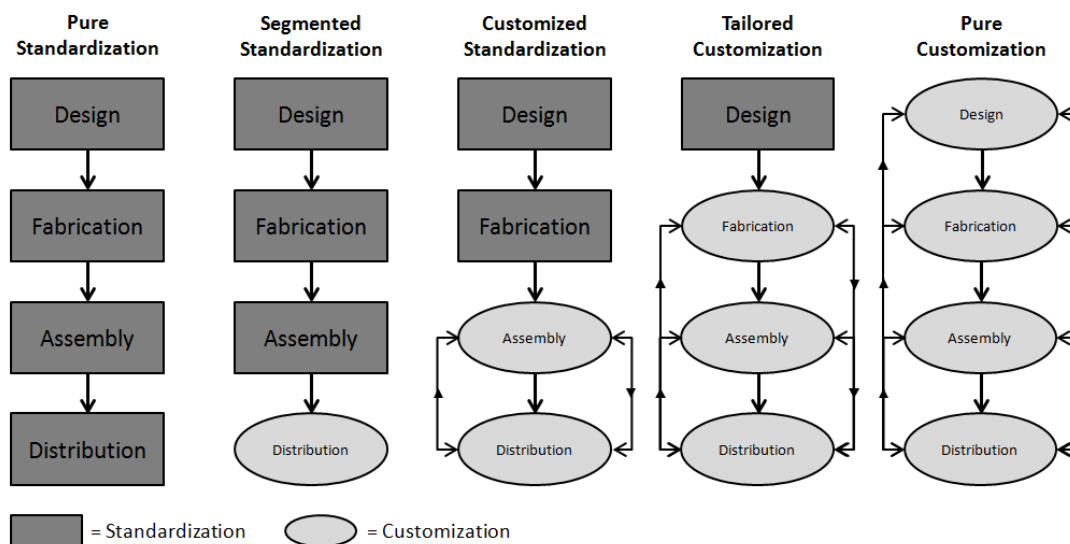 Pure
Standardization
Segmented
Standardization
Customized
Standardization
Tailored
Customization
Pure
Customization
Design
Design
Design
Design
Design
Fabrication
Fabrication
Fabrication
Fabrication
Fabrication
Assembly
Assembly
Assembly
Assembly
Assembly
Distribution
Distribution
Distribution
Distribution
Distribution
= Standardization
= Customization